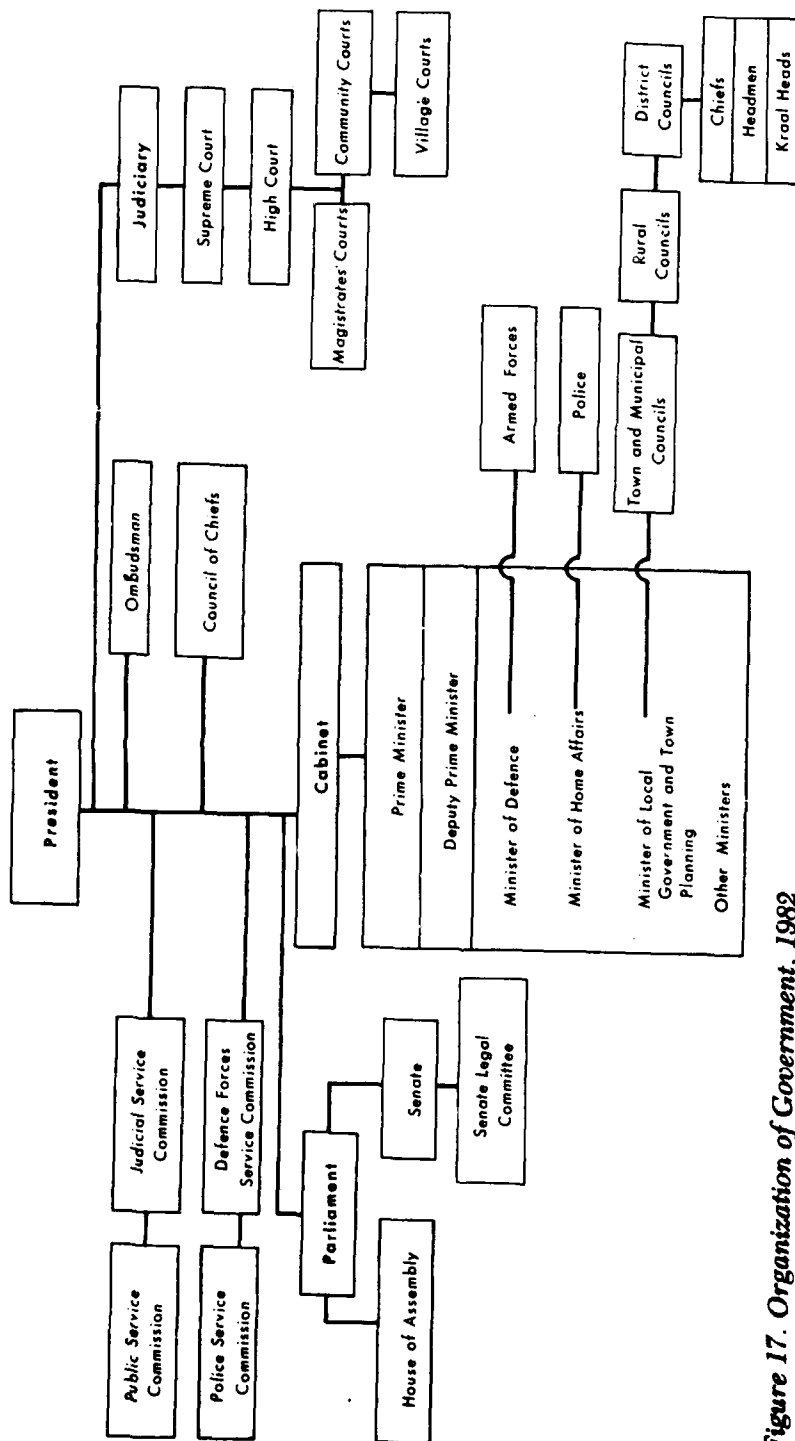 President
Ombudsman
Council of Chiefs
Judiciary
Supreme Court
High Court
Magistrates' Courts
Community Courts
Village Courts
Public Service
Commission
Judicial Service
Commission
Police Service
Commission
Defence Forces
Service Commission
Parliament
House of Assembly
Senate
Senate Legal
Committee
Cabinet
Prime Minister
Deputy Prime Minister
Minister of Defence
Minister of Home Affairs
Minister of Local
Government and Town
Planning
Other Ministers
Armed Forces
Police
Town and Municipal
Councils
Rural
Councils
District
Councils
Chiefs
Headmen
Kraal Heads
Figure 17. Organization of Government, 1982